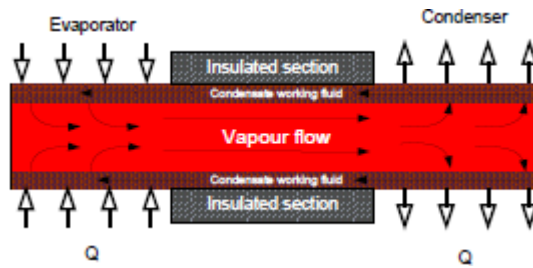 Evaporator
Condenser
Insulated section
Condensate working fluid
Vapour flow
Condensate working fluid
Insulated section
Q
Q